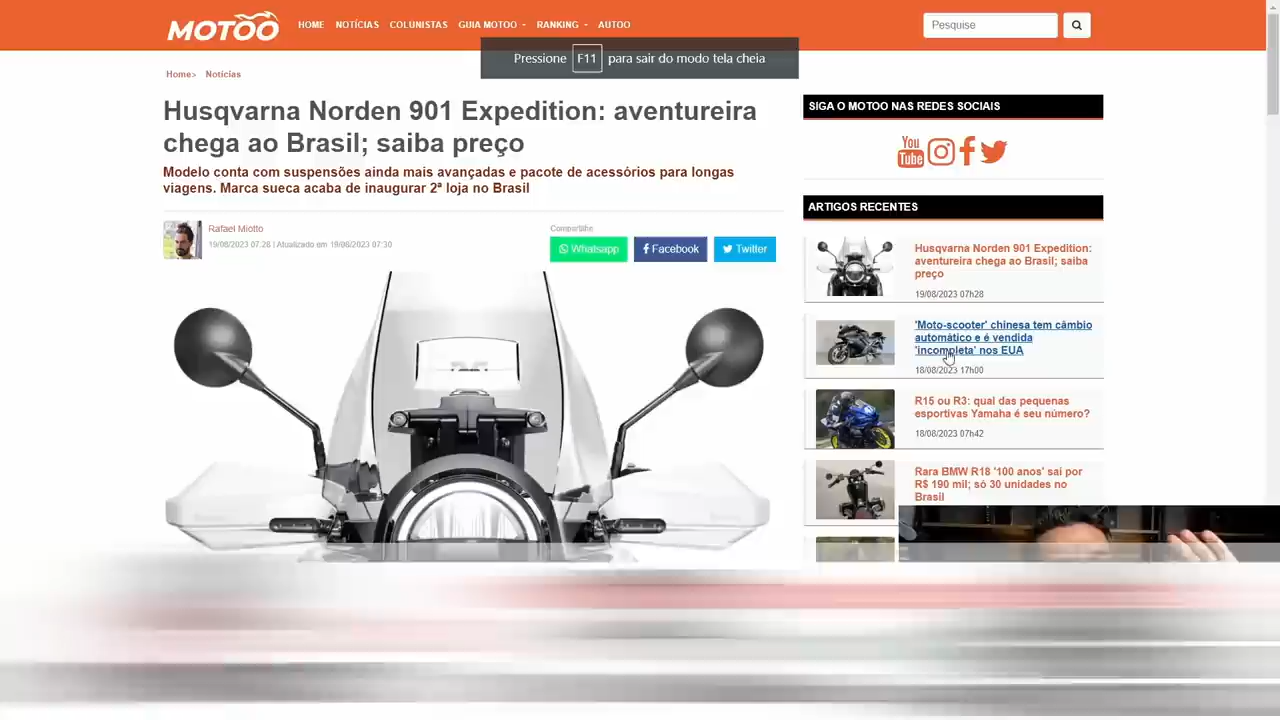 MOTOO
HOME NOTÍCIAS COLUNISTAS GUIA MOTOO RANKING AUTOO
Pesquise
Pressione F11 para sair do modo tela cheia
Home> Notícias
Husqvarna Norden 901 Expedition: aventureira
chega ao Brasil; saiba preço
Modelo conta com suspensões ainda mais avançadas e pacote de acessórios para longas
viagens. Marca sueca acaba de inaugurar 2ª loja no Brasil
Rafael Miotto
19/08/2023 07:28 | Atualizado em 19/08/2023 07:30
Compartilhe
Whatsapp
Facebook
Twitter
SIGA O MOTOO NAS REDES SOCIAIS
You
Tube
ARTIGOS RECENTES
Husqvarna Norden 901 Expedition:
aventureira chega ao Brasil; saiba
preço
19/08/2023 07h28
'Moto-scooter' chinesa tem câmbio
automático e é vendida
'incompleta' nos EUA
18/08/2023 17h00
R15 ou R3: qual das pequenas
esportivas Yamaha é seu número?
18/08/2023 07h42
Rara BMW R18 '100 anos' sai por
R$ 190 mil; só 30 unidades no
Brasil